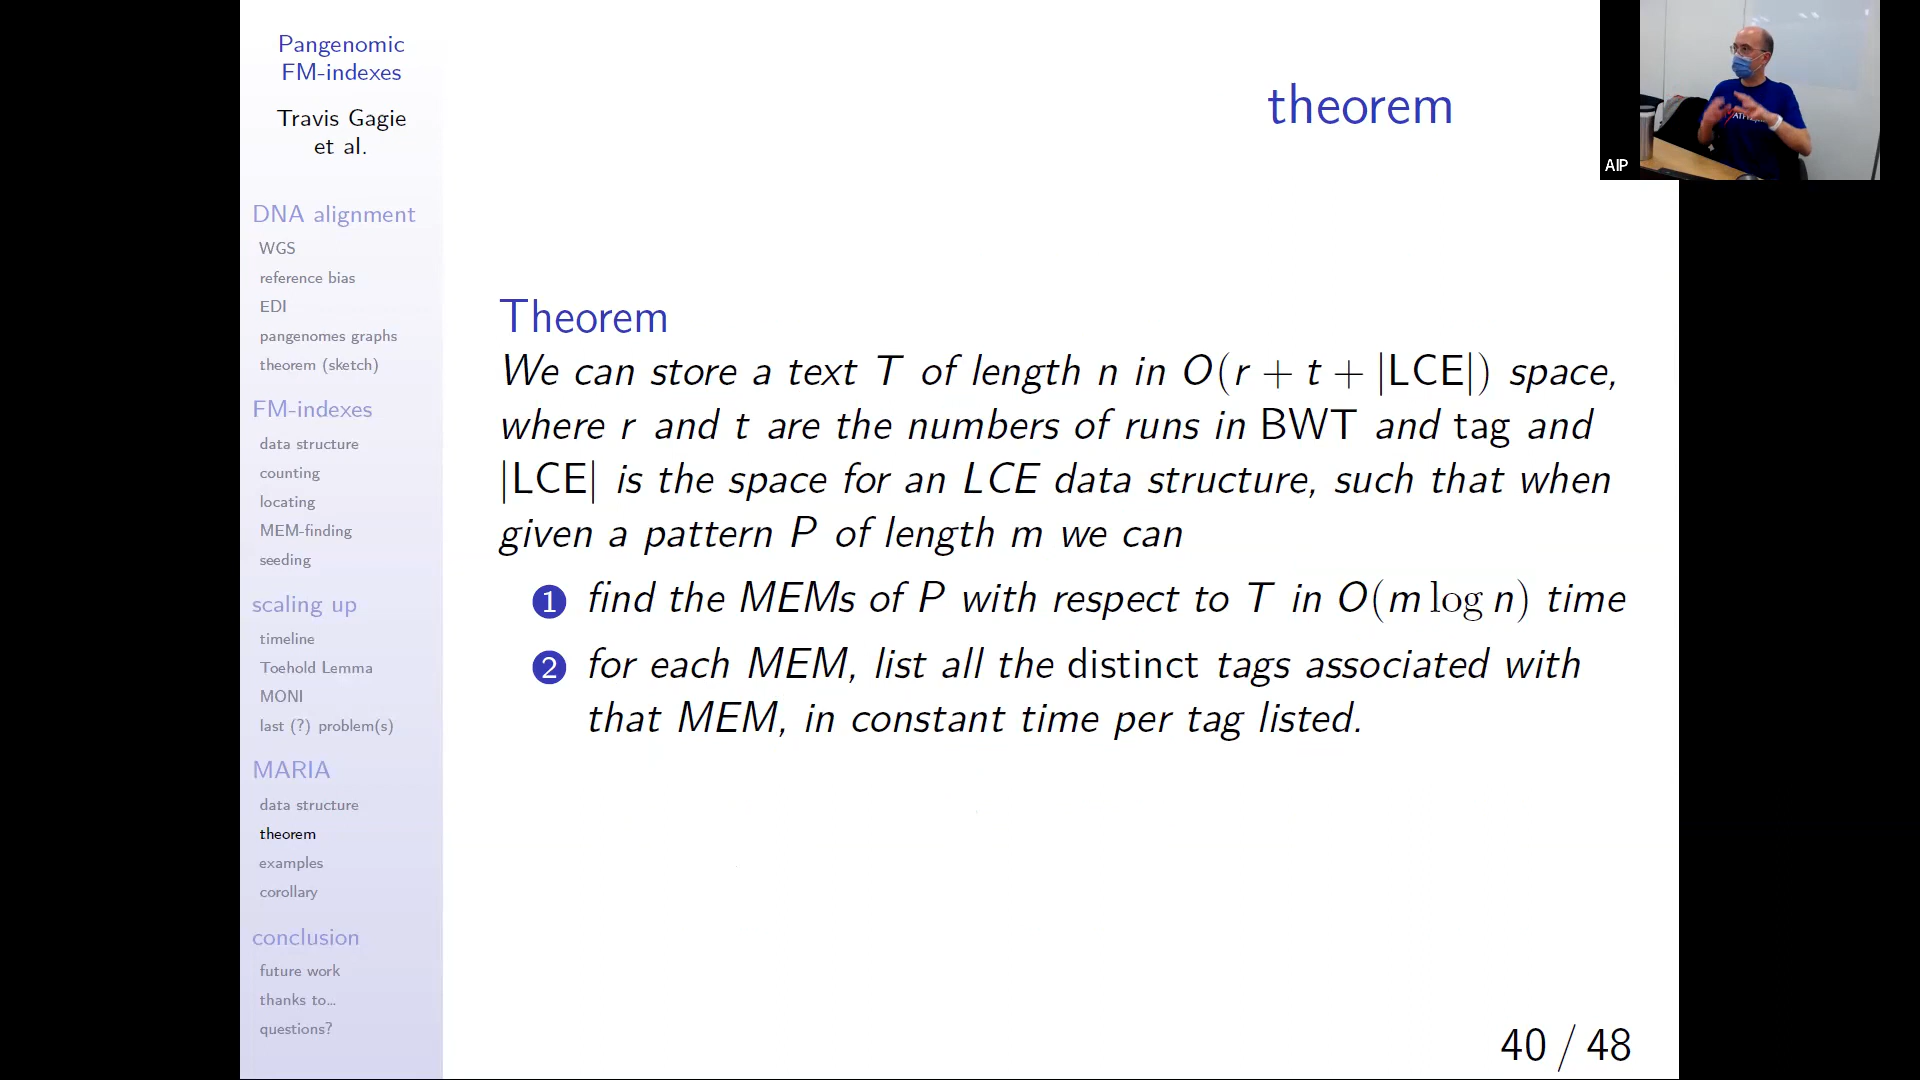 Pangenomic
FM-indexes
Travis Gagie
et al.
DNA alignment
WGS
reference bias
EDI
pangenomes graphs
theorem (sketch)
FM-indexes
data structure
counting
locating
MEM-finding
seeding
scaling up
timeline
Toehold Lemma
MONI
last (?) problem(s)
MARIA
data structure
theorem
examples
corollary
conclusion
future work
thanks to...
questions?
theorem
Theorem
We can store a text T of length n in O(r + t + |LCE|) space,
where r and t are the numbers of runs in BWT and tag and
|LCE| is the space for an LCE data structure, such that when
given a pattern P of length m we can
1 find the MEMs of P with respect to T in O(m log n) time
2 for each MEM, list all the distinct tags associated with
that MEM, in constant time per tag listed.
40 / 48
AIP